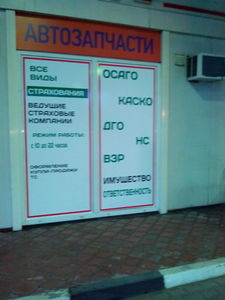 АВТОЗАПЧАСТИ
ВСЕ
ВИДЫ
СТРАХОВАНИЯ
ВЕДУЩИЕ
СТРАХОВЫЕ
КОМПАНИИ
РЕЖИМ РАБОТЫ:
с 10 до 22 часов
ОФОРМЛЕНИЕ
КУПЛИ-ПРОДАЖИ
ТС
ОСАГО
КАСКО
ДГО
НС
ВЗР
ИМУЩЕСТВО
ОТВЕТСТВЕННОСТЬ